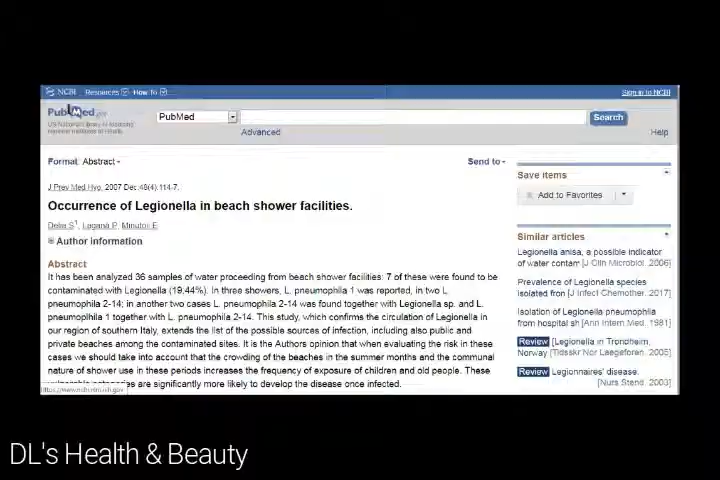 NCBI Resources How To Sign in to NCBI
PubMed.gov
US National Library of Medicine
National Institutes of Health
PubMed
Search
Advanced
Help
Format: Abstract
Send to
J Prev Med Hyg. 2007 Dec;48(4):114-7.
Occurrence of Legionella in beach shower facilities.
Delia S1, Laganà P, Minutoli E
Author information
Abstract
It has been analyzed 36 samples of water proceeding from beach shower facilities: 7 of these were found to be
contaminated with Legionella (19,44%). In three showers, L. pneumophila 1 was reported, in two L
pneumophila 2-14; in another two cases L. pneumophila 2-14 was found together with Legionella sp. and L.
pneumolphila 1 together with L. pneumophila 2-14. This study, which confirms the circulation of Legionella in
our region of southern Italy, extends the list of the possible sources of infection, including also public and
private beaches among the contaminated sites. It is the Authors opinion that when evaluating the risk in these
cases we should take into account that the crowding of the beaches in the summer months and the communal
nature of shower use in these periods increases the frequency of exposure of children and old people. These
are significantly more likely to develop the disease once infected.
Save items
Add to Favorites
Similar articles
Legionella anisa, a possible indicator
of water contam [J Clin Microbiol. 2006]
Prevalence of Legionella species
isolated from [J Infect Chemother. 2017]
Isolation of Legionella pneumophila
from hospital sh [Ann Intern Med. 1981]
Review [Legionella in Trondheim,
Norway [Tidsskr Nor Laegeforen. 2005]
Review Legionnaires' disease.
[Nurs Stand. 2003]
DL's Health & Beauty